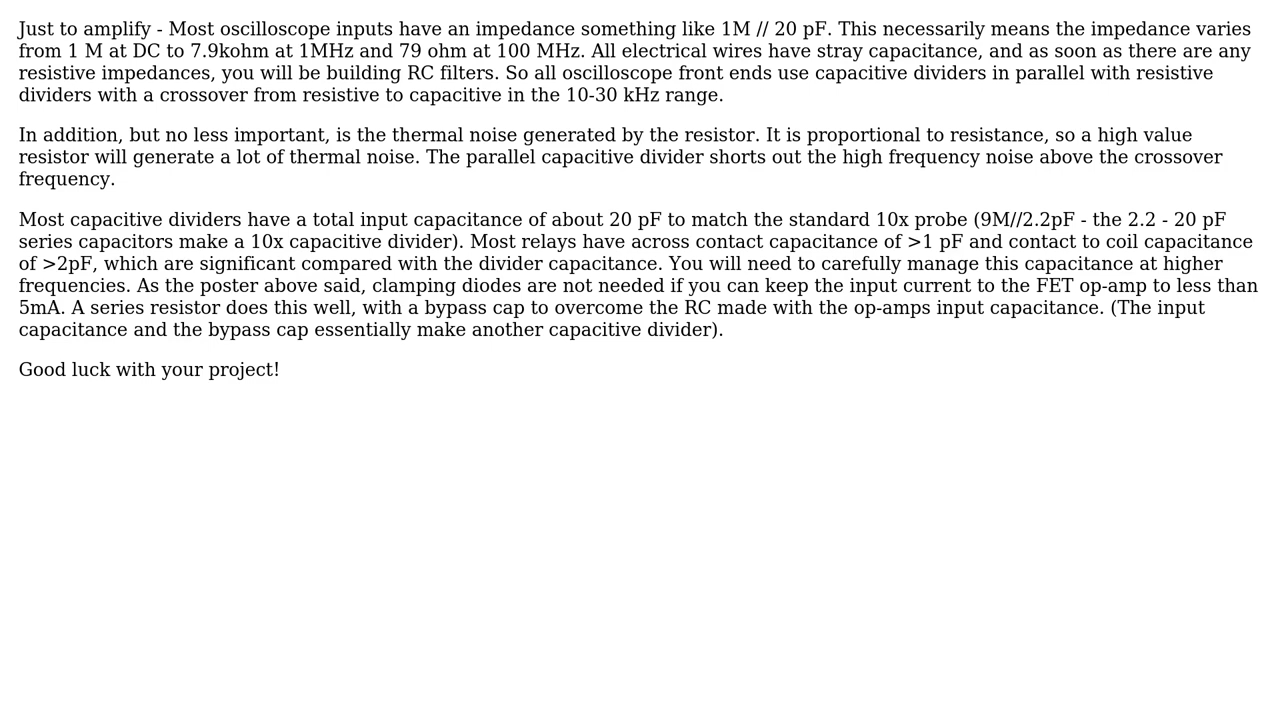 Just to amplify - Most oscilloscope inputs have an impedance something like 1M // 20 pF. This necessarily means the impedance varies
from 1 M at DC to 7.9kohm at 1MHz and 79 ohm at 100 MHz. All electrical wires have stray capacitance, and as soon as there are any
resistive impedances, you will be building RC filters. So all oscilloscope front ends use capacitive dividers in parallel with resistive
dividers with a crossover from resistive to capacitive in the 10-30 kHz range.
In addition, but no less important, is the thermal noise generated by the resistor. It is proportional to resistance, so a high value
resistor will generate a lot of thermal noise. The parallel capacitive divider shorts out the high frequency noise above the crossover
frequency.
Most capacitive dividers have a total input capacitance of about 20 pF to match the standard 10x probe (9M//2.2pF - the 2.2 - 20 pF
series capacitors make a 10x capacitive divider). Most relays have across contact capacitance of >1 pF and contact to coil capacitance
of >2pF, which are significant compared with the divider capacitance. You will need to carefully manage this capacitance at higher
frequencies. As the poster above said, clamping diodes are not needed if you can keep the input current to the FET op-amp to less than
5mA. A series resistor does this well, with a bypass cap to overcome the RC made with the op-amps input capacitance. (The input
capacitance and the bypass cap essentially make another capacitive divider).
Good luck with your project!